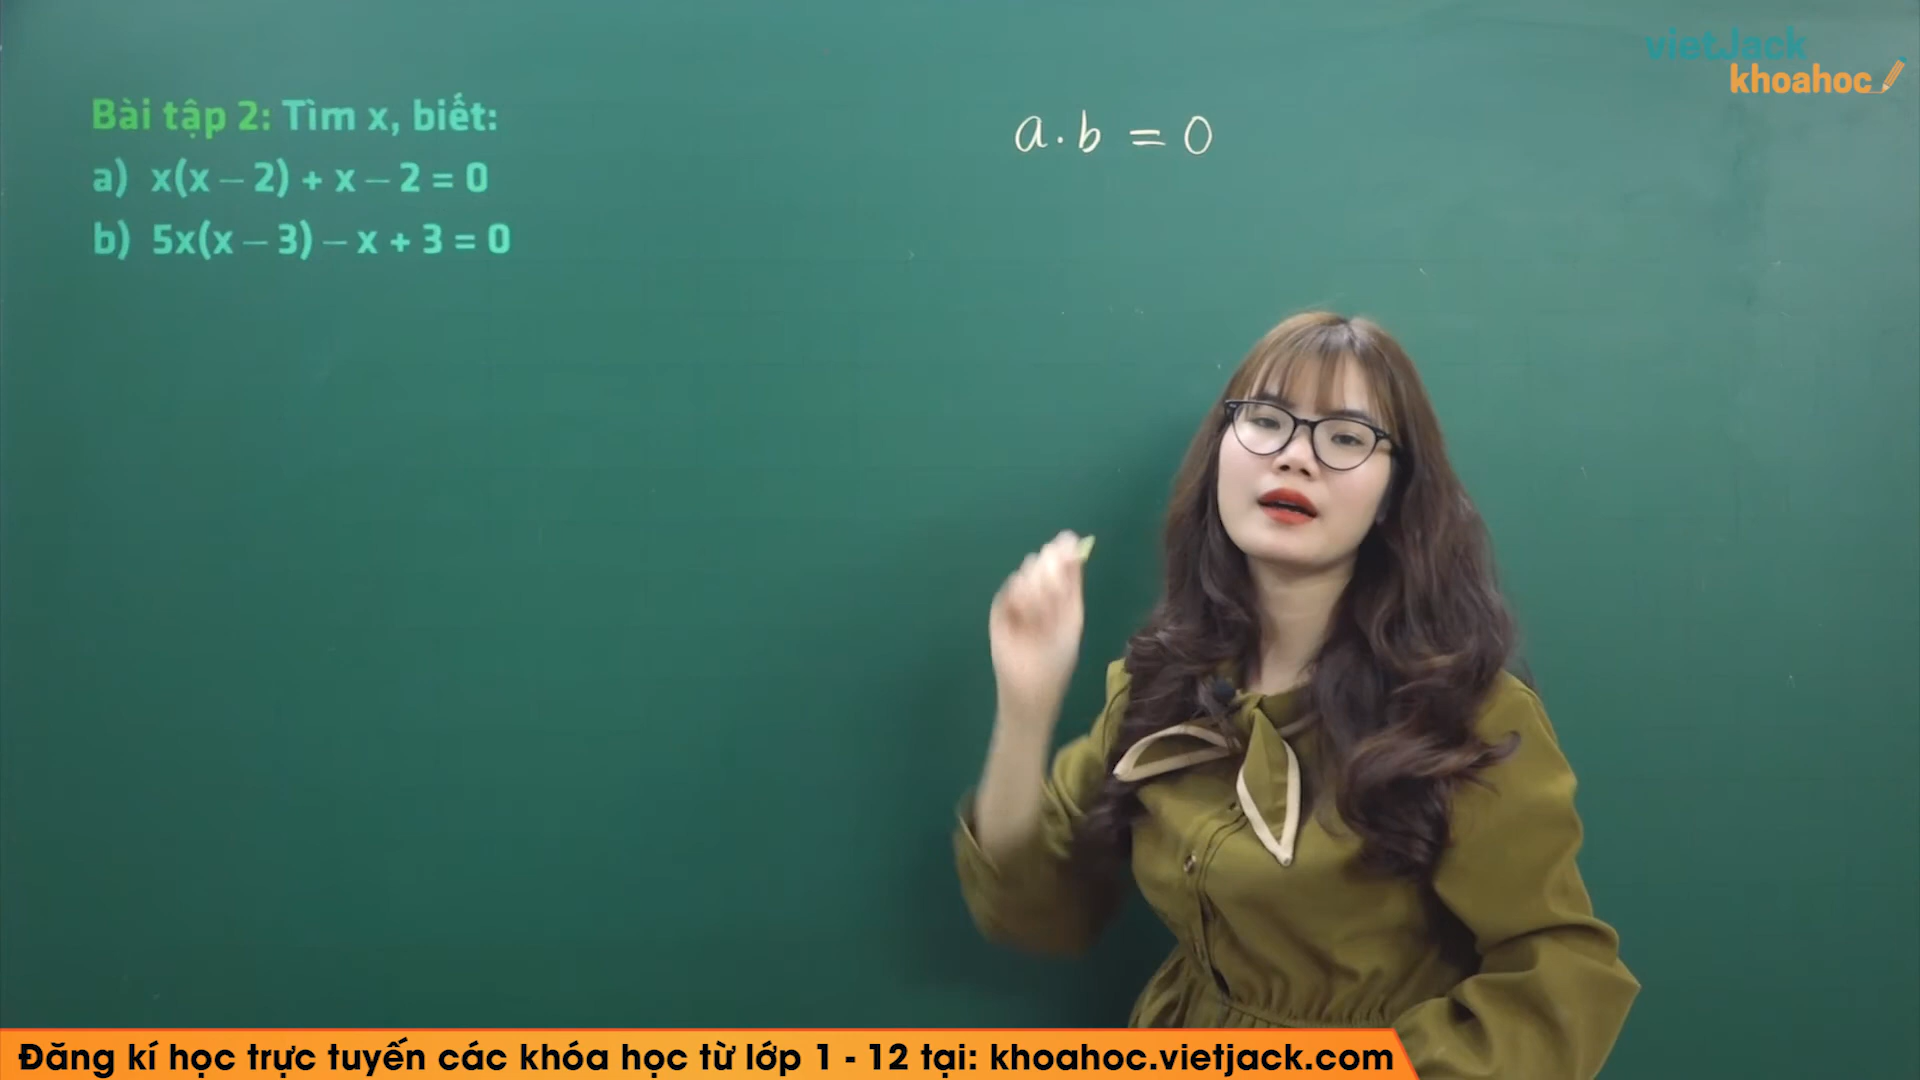 vietJack
khoahoc
Bài tập 2: Tìm x, biết:
a) x(x – 2) + x – 2 = 0
b) 5x(x – 3) – x + 3 = 0
a.b = 0
Đăng kí học trực tuyến các khóa học từ lớp 1 - 12 tại: khoahoc.vietjack.com